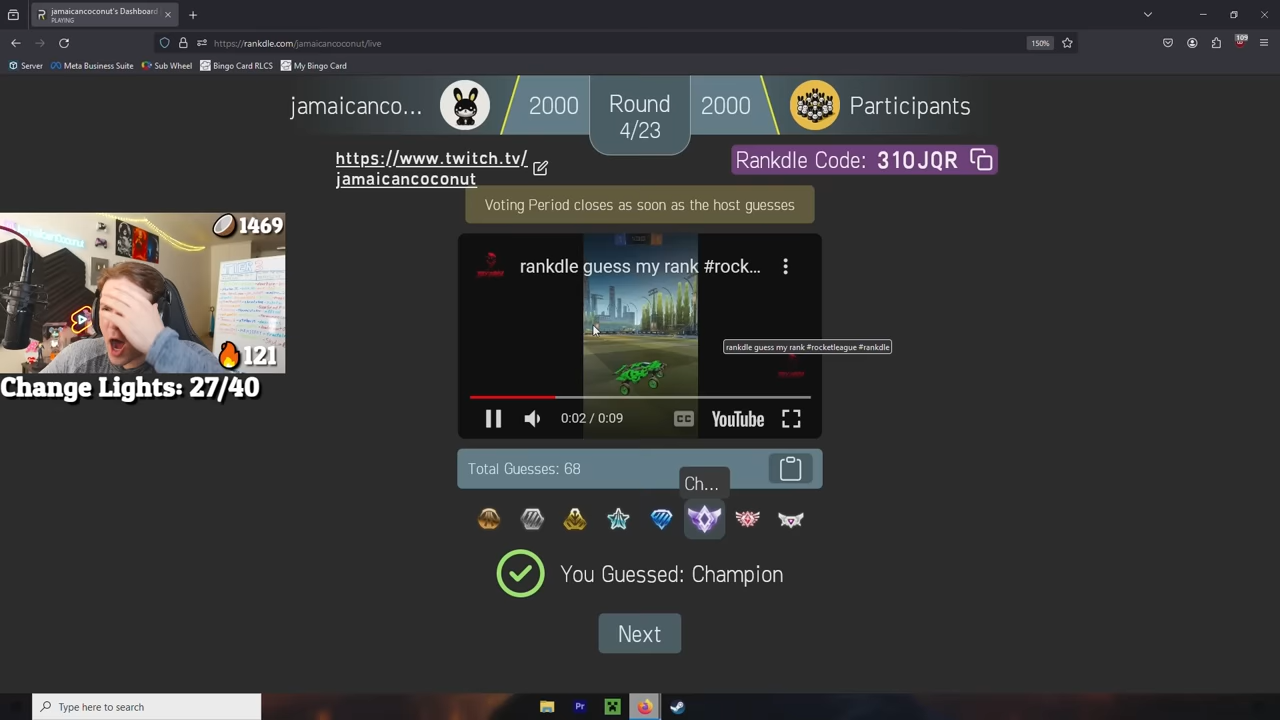 jamaicancoconut's Dashboard
PLAYING
https://rankdle.com/jamaicancoconut/live
150%
109
Server
Meta Business Suite
Sub Wheel
Bingo Card RLCS
My Bingo Card
jamaicanco...
2000
Round
4/23
2000
Participants
https://www.twitch.tv/
jamaicancoconut
Rankdle Code: 310JQR
Voting Period closes as soon as the host guesses
1469
121
Change Lights: 27/40
rankdle guess my rank #rock...
rankdle guess my rank #rocketleague #rankdle
0:02 / 0:09
CC
YouTube
Total Guesses: 68
Ch...
You Guessed: Champion
Next
Type here to search
Pr